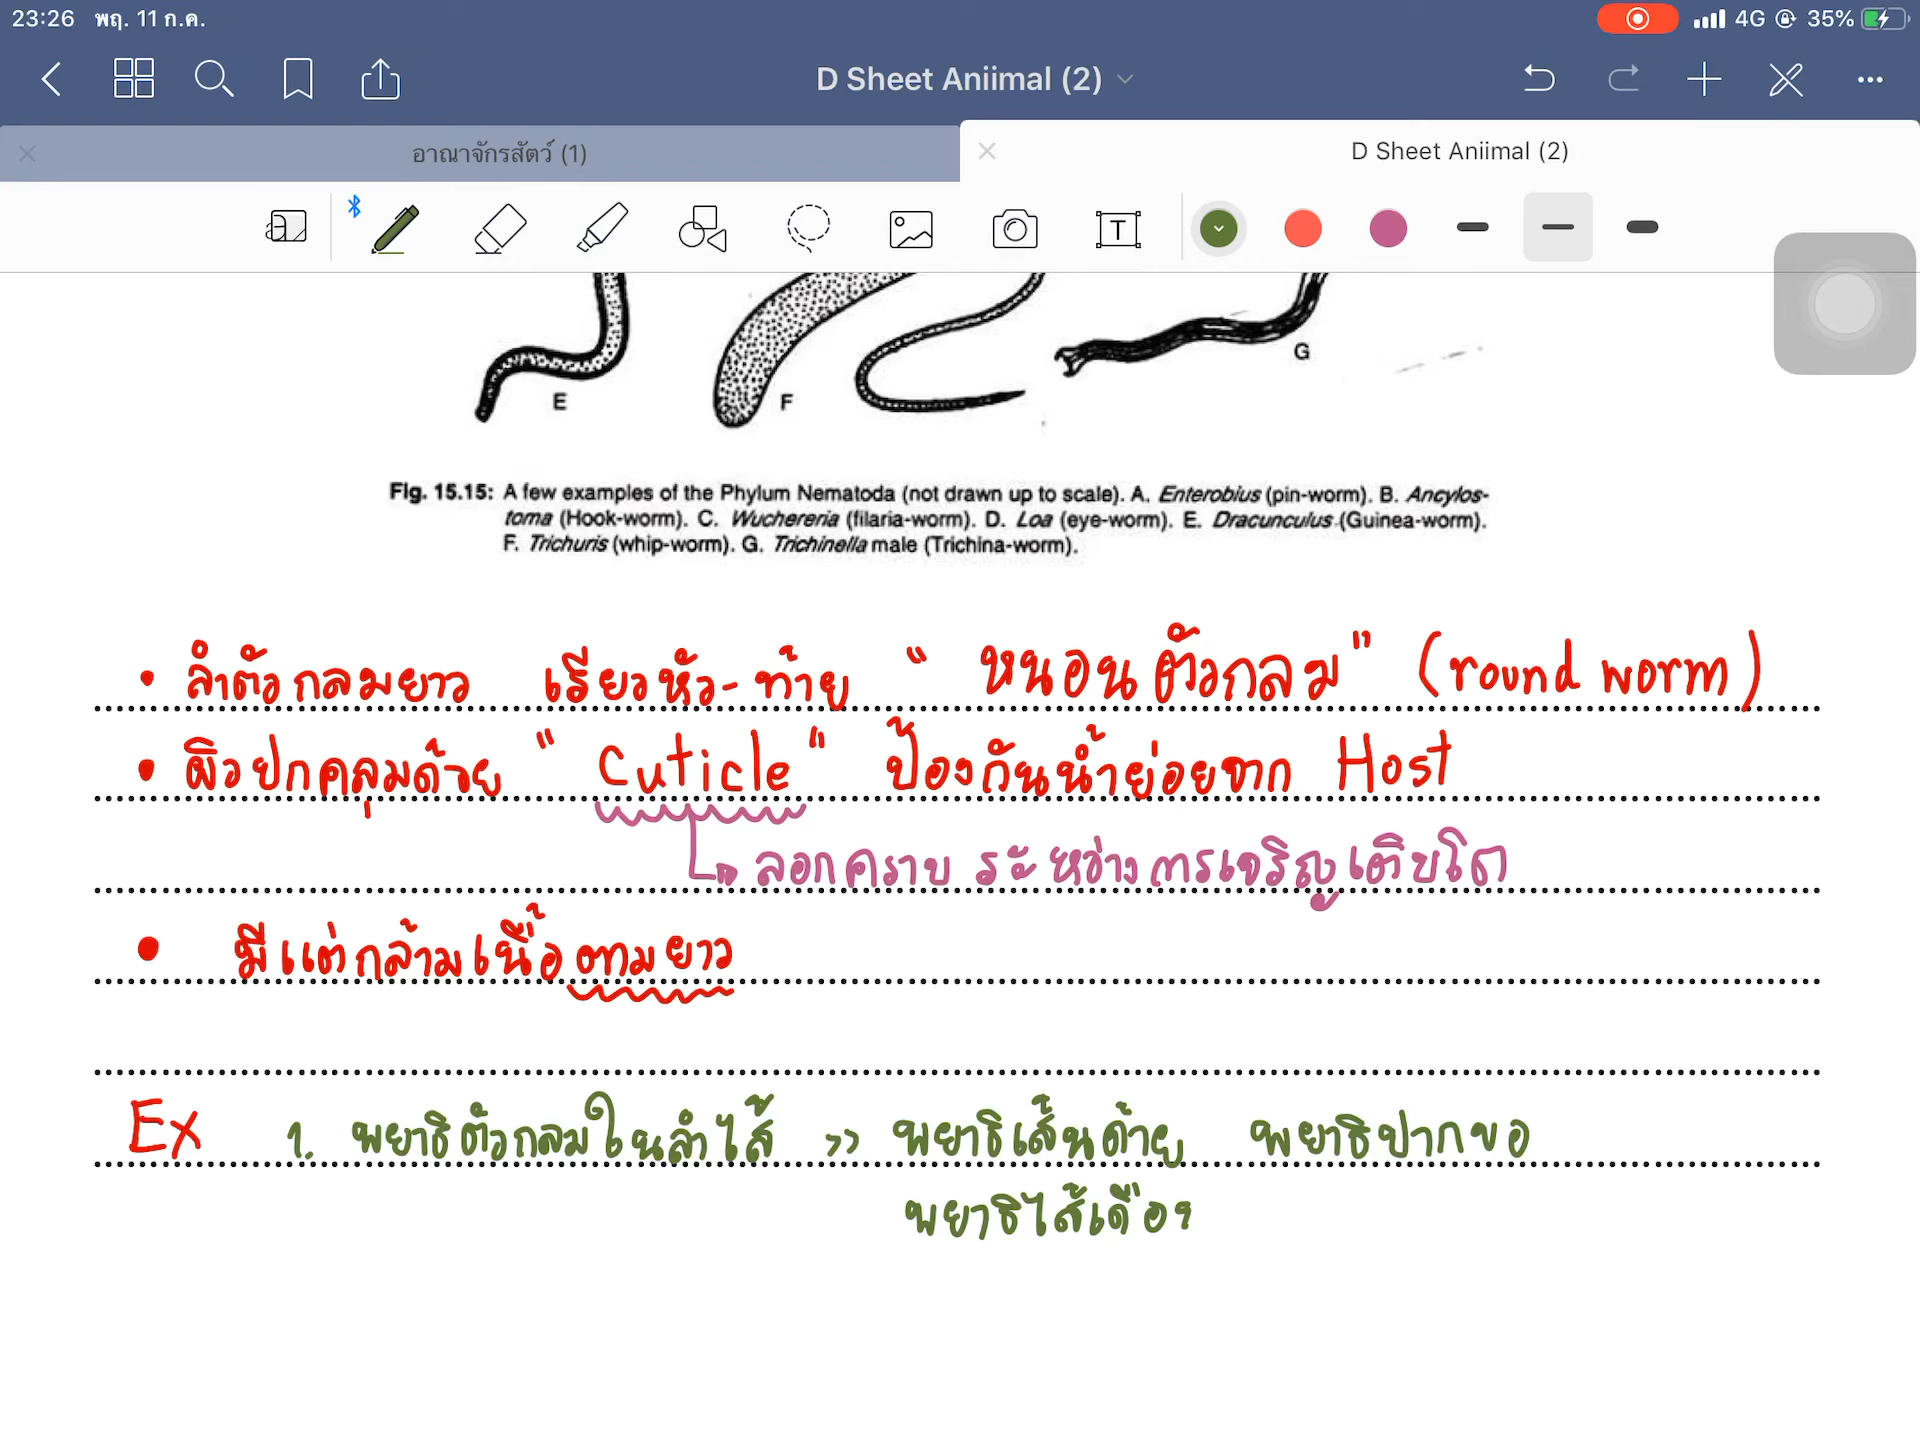 23:26 พฤ. 11 ก.ค.
4G 35%
D Sheet Aniimal (2)
อาณาจักรสัตว์ (1)
D Sheet Aniimal (2)
T
E
F
G
Fig. 15.15: A few examples of the Phylum Nematoda (not drawn up to scale). A. Enterobius (pin-worm). B. Ancylos-
toma (Hook-worm). C. Wuchereria (filaria-worm). D. Loa (eye-worm). E. Dracunculus (Guinea-worm).
F. Trichuris (whip-worm). G. Trichinella male (Trichina-worm).
• ลำตัวกลมยาว เรียวหัว-ท้าย "หนอนตัวกลม" (round worm)
• ผิวปกคลุมด้วย "Cuticle" ป้องกันน้ำย่อยจาก Host
ลอกคราบ ระหว่างการเจริญเติบโต
• มีแต่กล้ามเนื้อตามยาว
Ex 1. พยาธิตัวกลมในลำไส้ >> พยาธิเส้นด้าย พยาธิปากขอ
พยาธิไส้เดือ